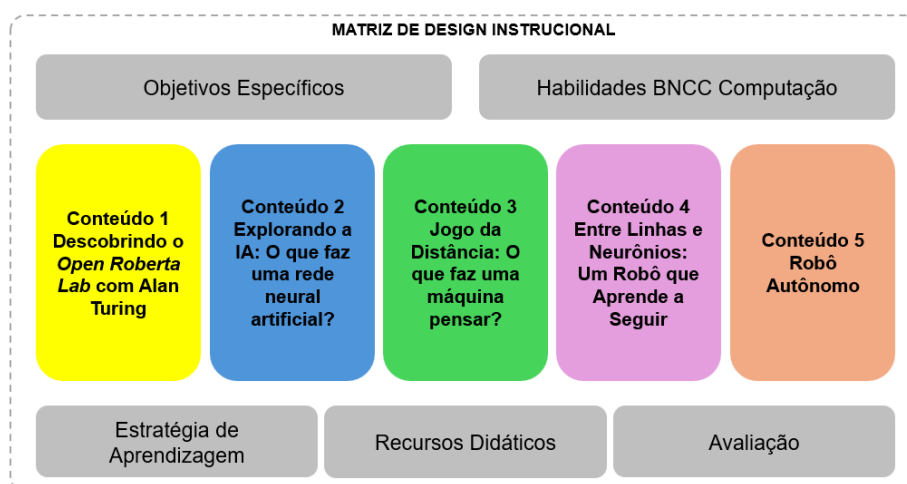 MATRIZ DE DESIGN INSTRUCIONAL
Objetivos Específicos
Habilidades BNCC Computação
Conteúdo 1
Descobrindo o
Open Roberta
Lab com Alan
Turing
Conteúdo 2
Explorando a
IA: O que faz
uma rede
neural
artificial?
Conteúdo 3
Jogo da
Distância: O
que faz uma
máquina
pensar?
Conteúdo 4
Entre Linhas e
Neurônios:
Um Robô que
Aprende a
Seguir
Conteúdo 5
Robô
Autônomo
Estratégia de
Aprendizagem
Recursos Didáticos
Avaliação